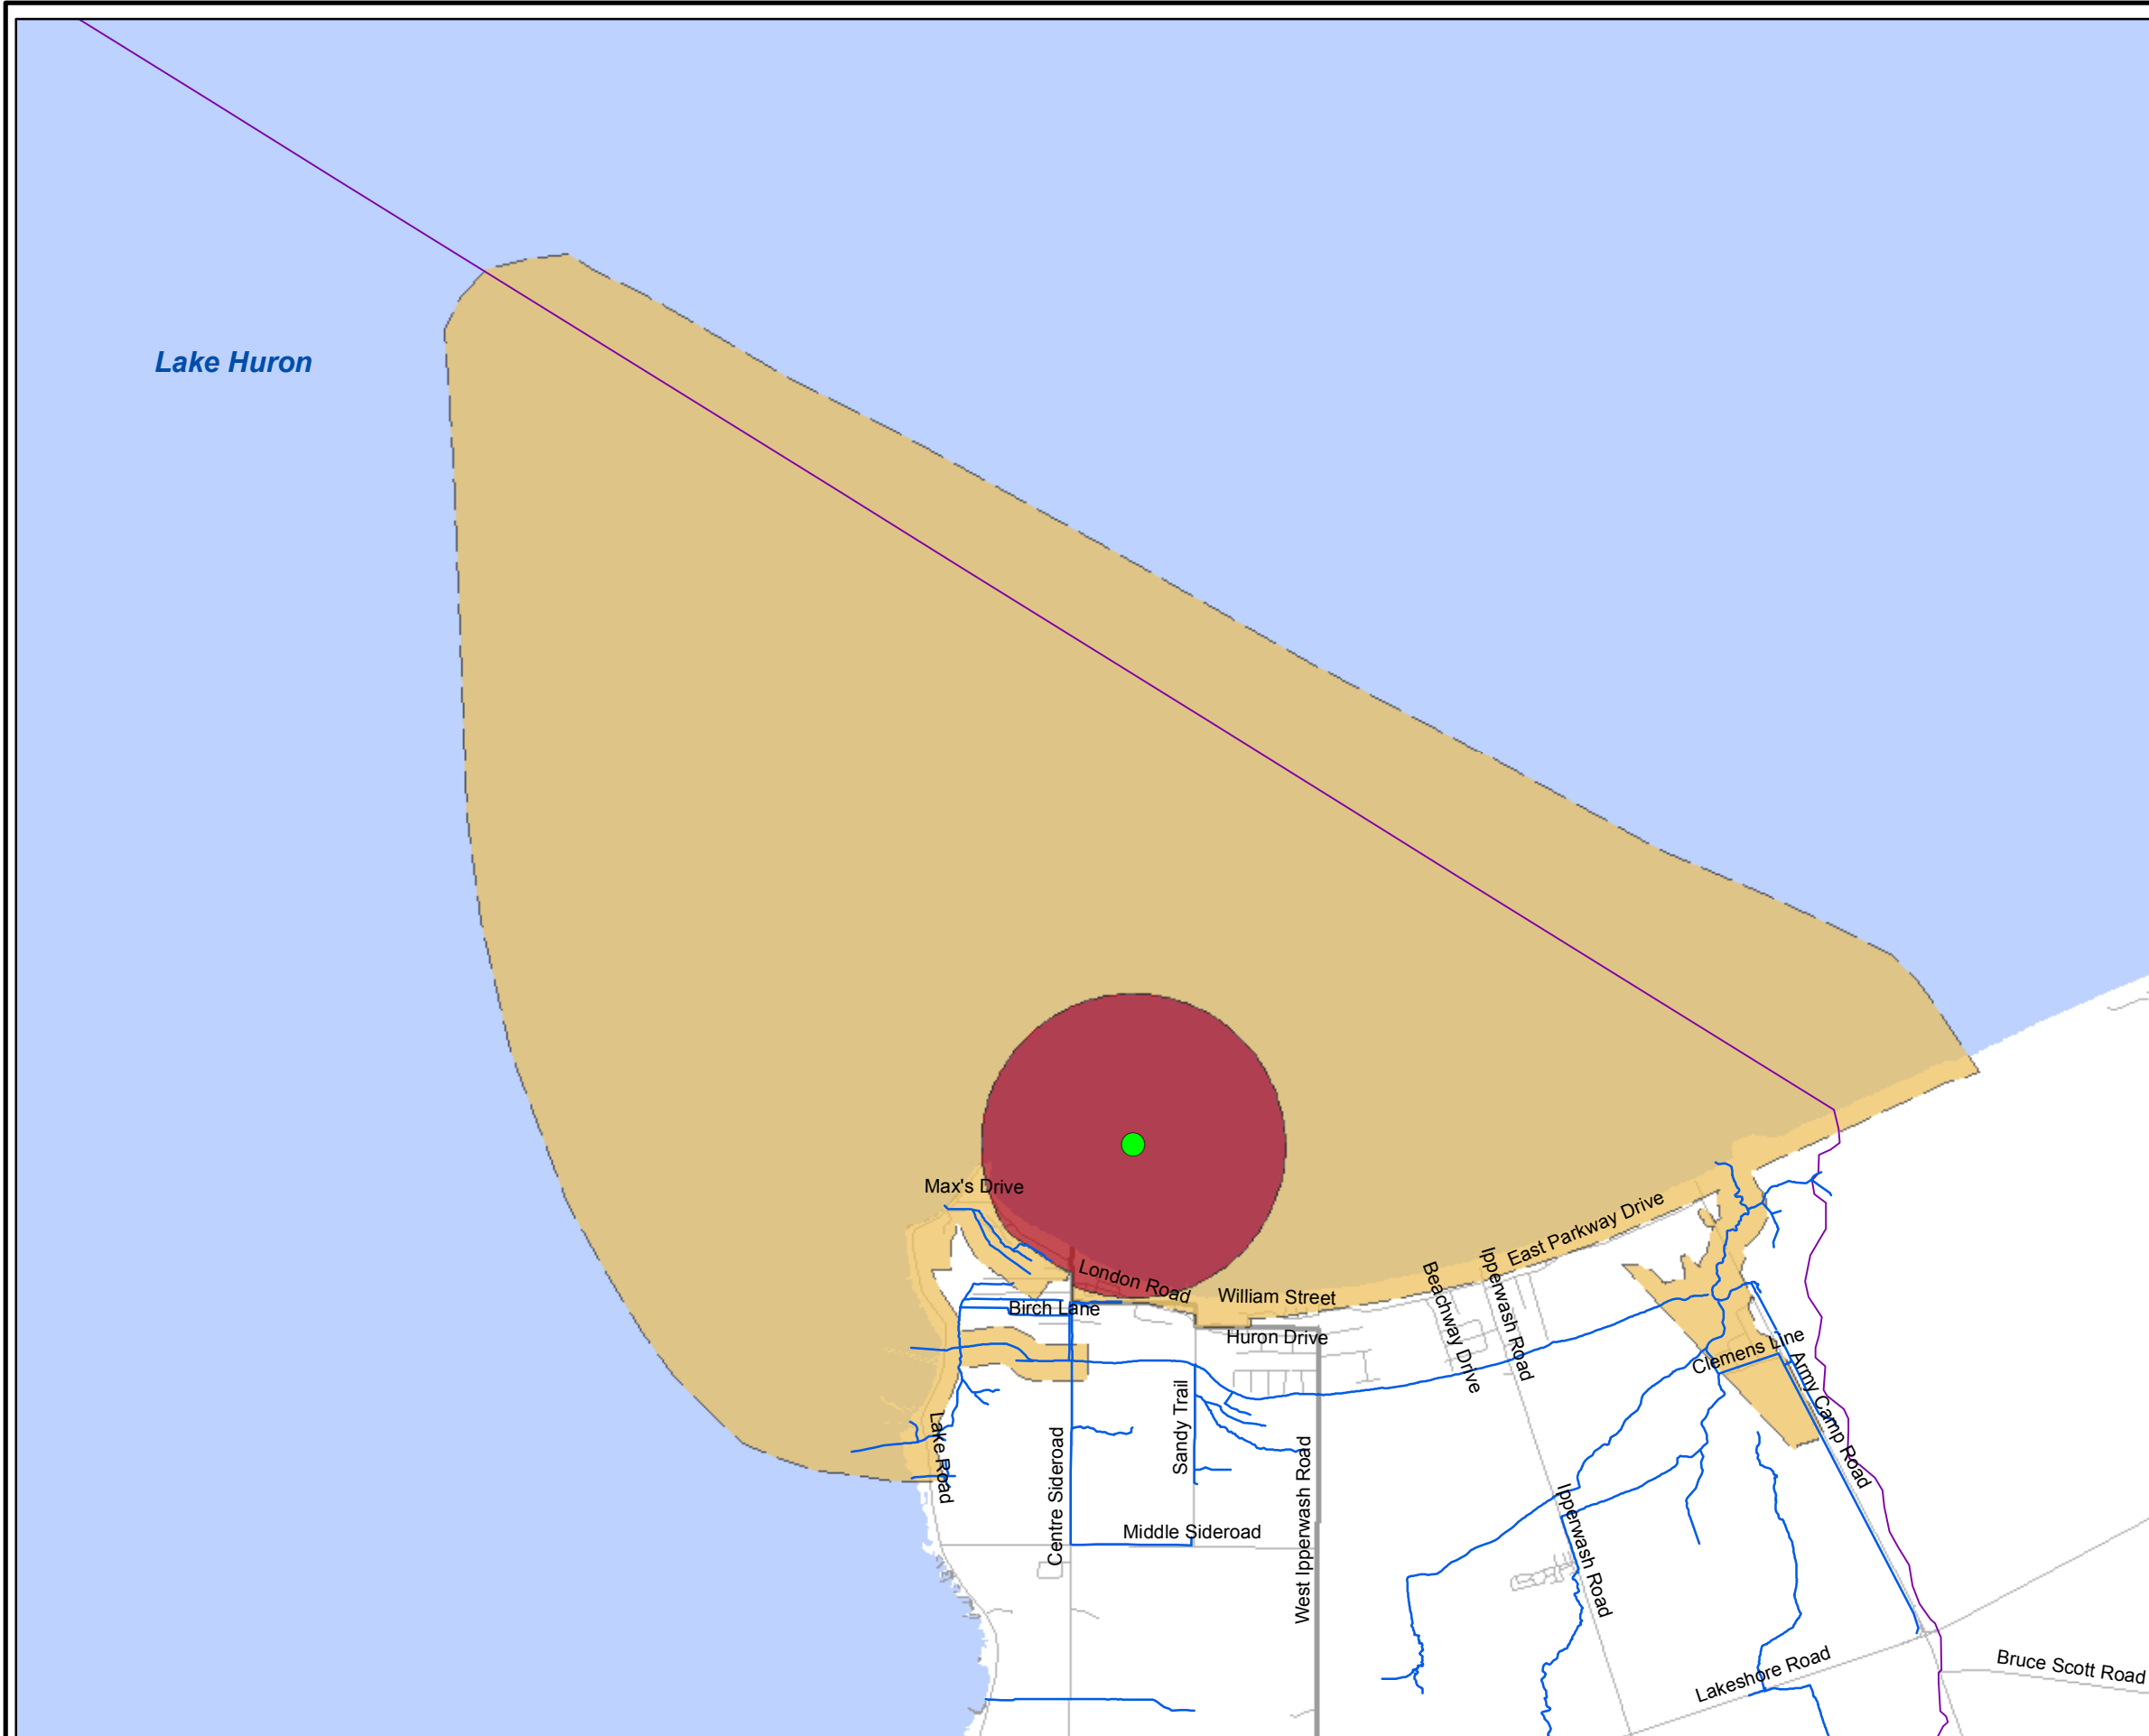 Lake Huron
Max's Drive
East Parkway Drive
London Road
William Street
Birch Lane
Huron Drive
Beachway Drive
Ipperwash Road
Clemens Line
Army Camp Road
Lake Road
Sandy Trail
Centre Sideroad
West Ipperwash Road
Middle Sideroad
Ipperwash Road
Lakeshore Road
Bruce Scott Road